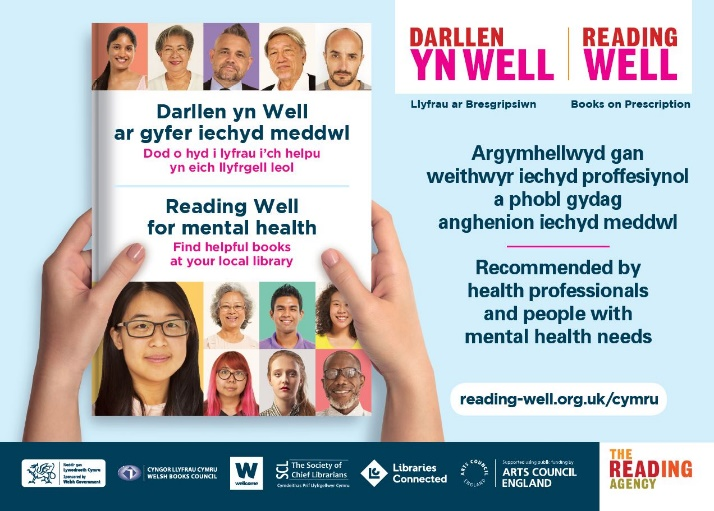 DARLLEN
YN WELL
READING
WELL
Llyfrau ar Bresgripsiwn
Books on Prescription
Darllen yn Well
ar gyfer iechyd meddwl
Dod o hyd i lyfrau i'ch helpu
yn eich llyfrgell leol
Reading Well
for mental health
Find helpful books
at your local library
Argymhellwyd gan
weithwyr iechyd proffesiynol
a phobl gydag
anghenion iechyd meddwl
Recommended by
health professionals
and people with
mental health needs
reading-well.org.uk/cymru
Noddir gan
Lywodraeth Cymru
Sponsored by
Welsh Government
CYNGOR LLYFRAU CYMRU
WELSH BOOKS COUNCIL
W
wellcome
SCL
The Society of
Chief Librarians
Cymdeithas Prif Lyfrgellwyr Cymru
LC
Libraries
Connected
ARTS COUNCIL
ENGLAND
Supported using public funding by
ARTS COUNCIL
ENGLAND
THE
READING
AGENCY